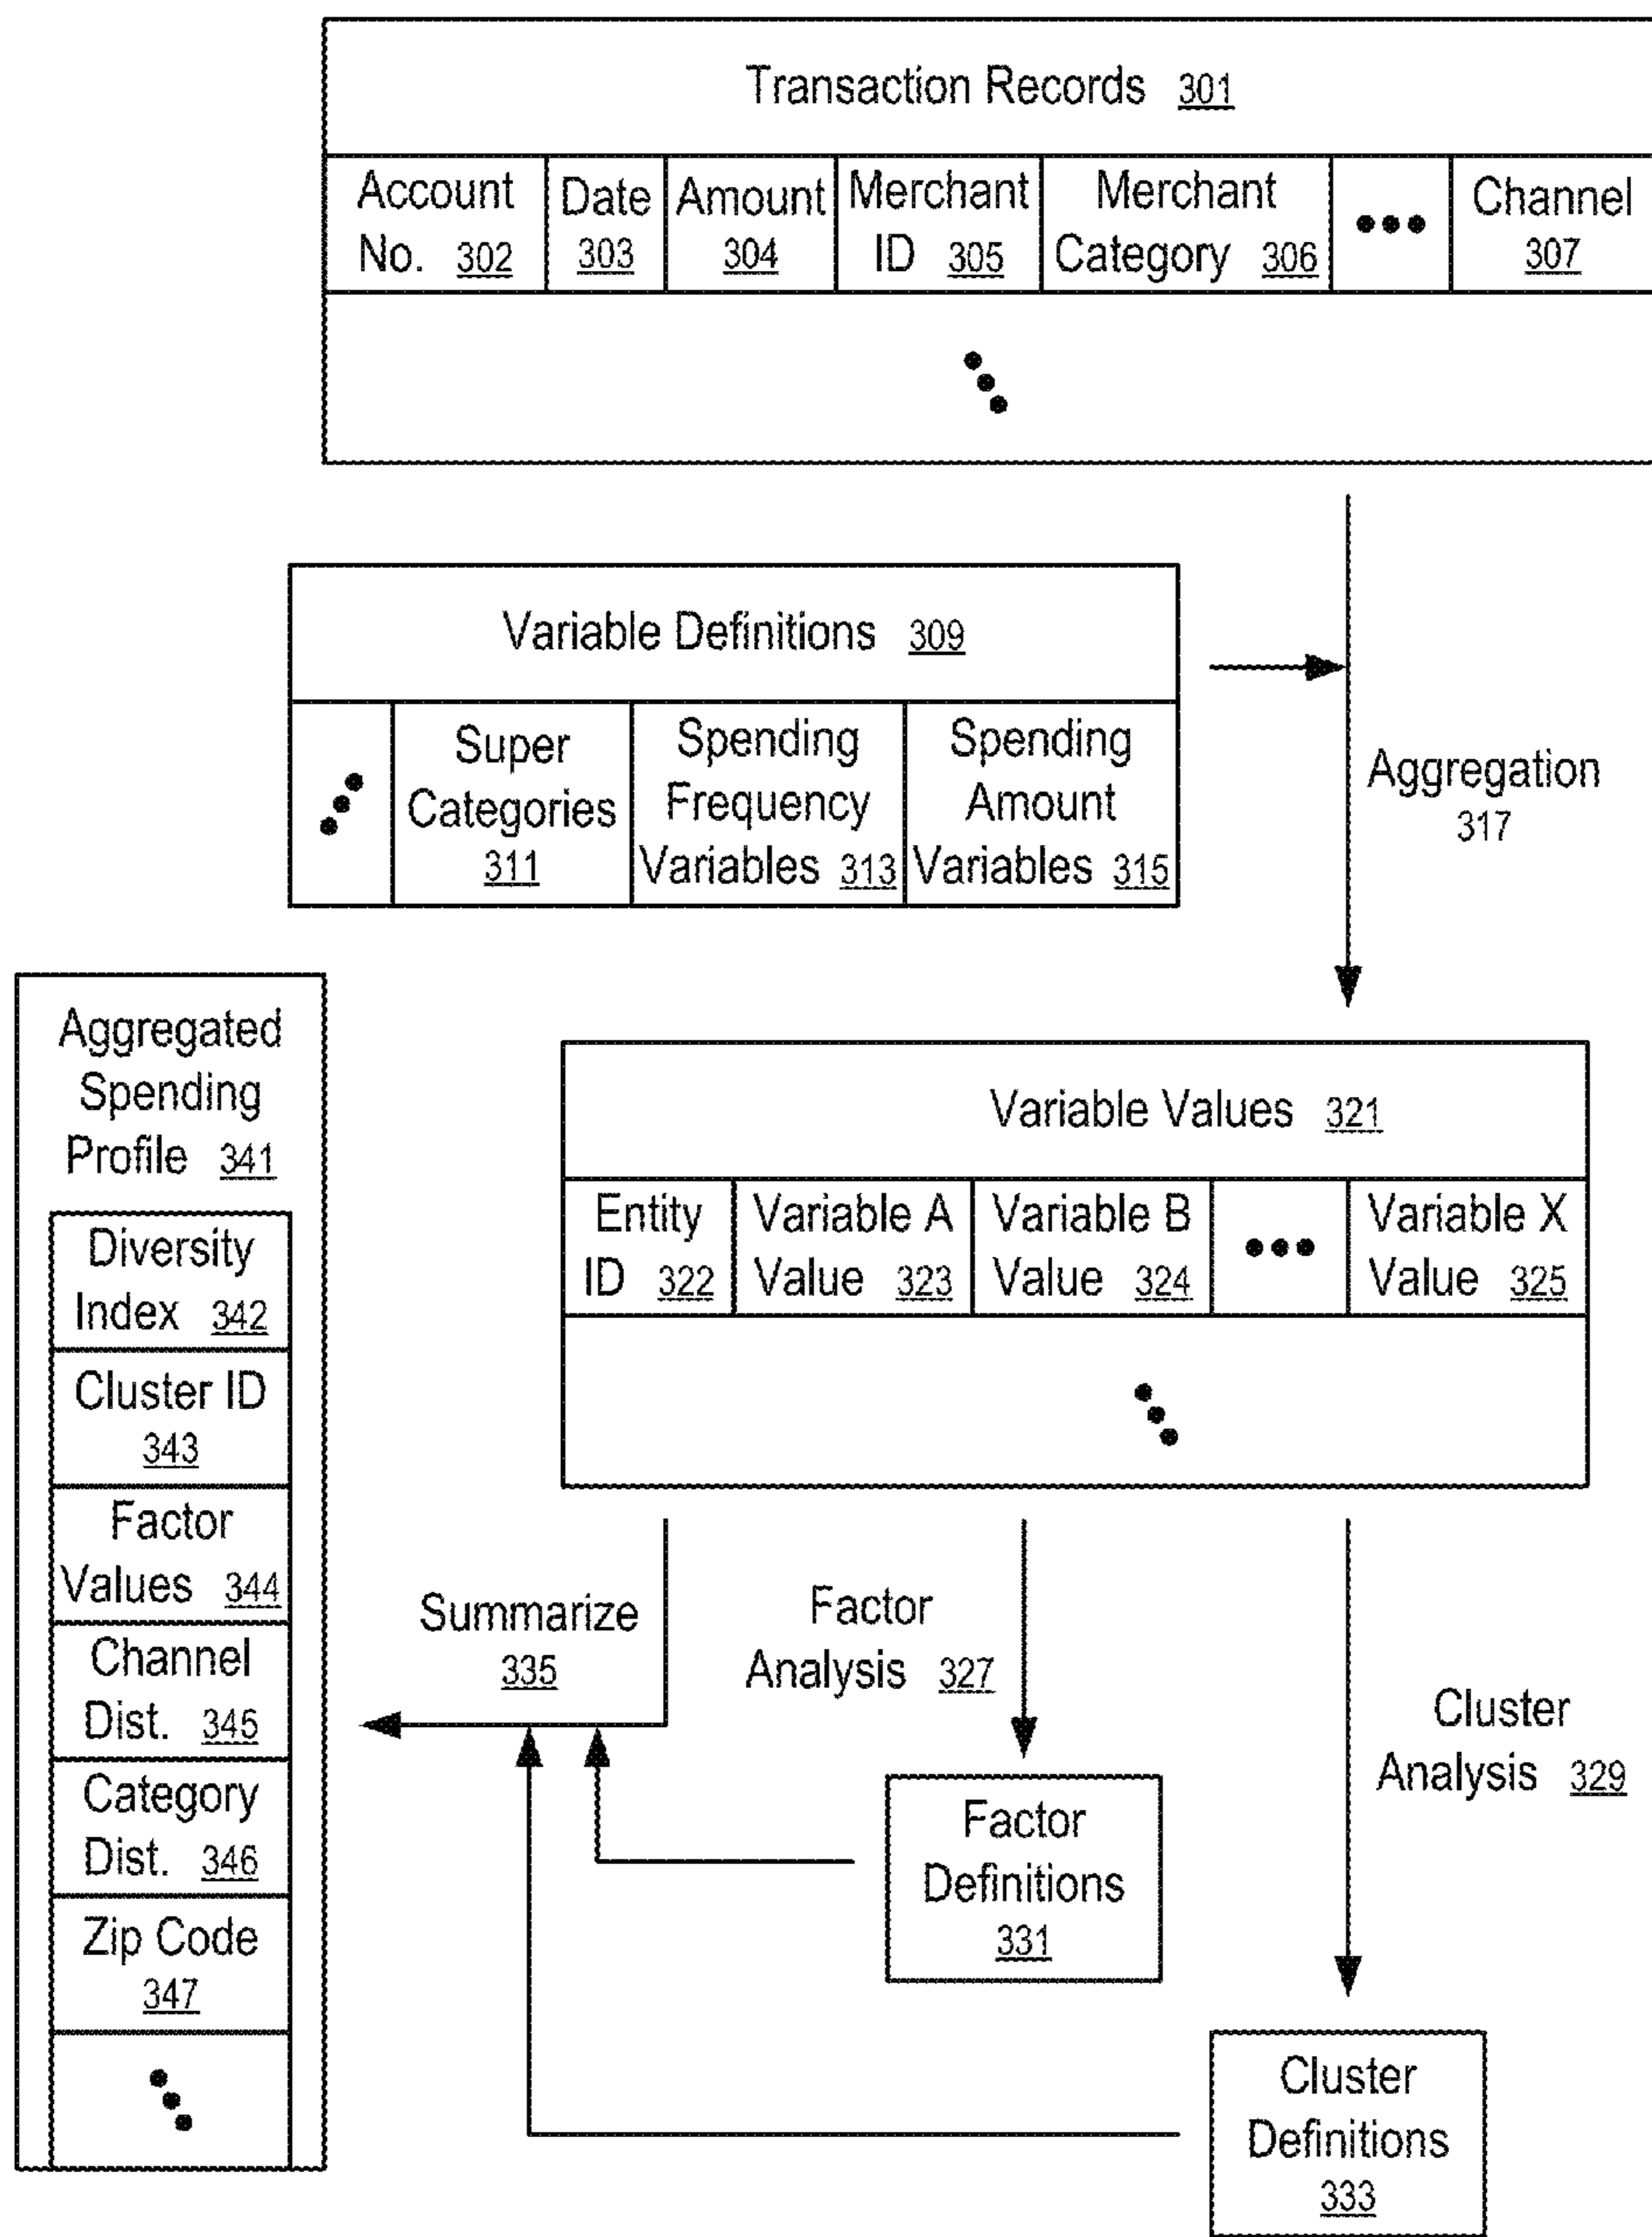 Transaction Records 301
Account
No. 302
Date
303
Amount
304
Merchant
ID 305
Merchant
Category 306
Channel
307
Variable Definitions 309
Super
Categories
311
Spending
Frequency
Variables 313
Spending
Amount
Variables 315
Aggregation
317
Aggregated
Spending
Profile 341
Diversity
Index 342
Cluster ID
343
Factor
Values 344
Channel
Dist. 345
Category
Dist. 346
Zip Code
347
Variable Values 321
Entity
ID 322
Variable A
Value 323
Variable B
Value 324
Variable X
Value 325
Summarize
335
Factor
Analysis 327
Cluster
Analysis 329
Factor
Definitions
331
Cluster
Definitions
333